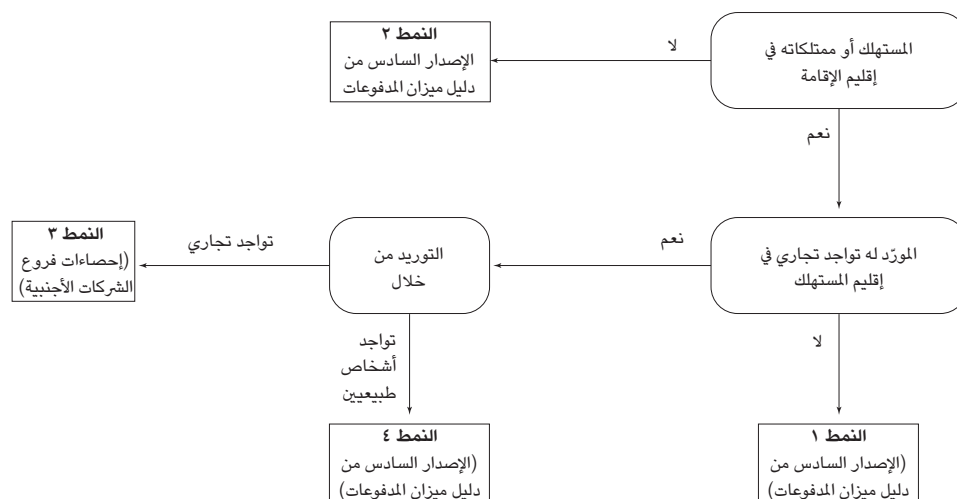 المستهلك أو ممتلكاته في
إقليم الإقامة
لا
النمط ٢
الإصدار السادس من
دليل ميزان المدفوعات
نعم
المورّد له تواجد تجاري في
إقليم المستهلك
نعم
التوريد من
خلال
تواجد تجاري
النمط ٣
(إحصاءات فروع
الشركات الأجنبية)
لا
تواجد
أشخاص
طبيعيين
النمط ١
(الإصدار السادس من
دليل ميزان المدفوعات)
النمط ٤
(الإصدار السادس من
دليل ميزان المدفوعات)